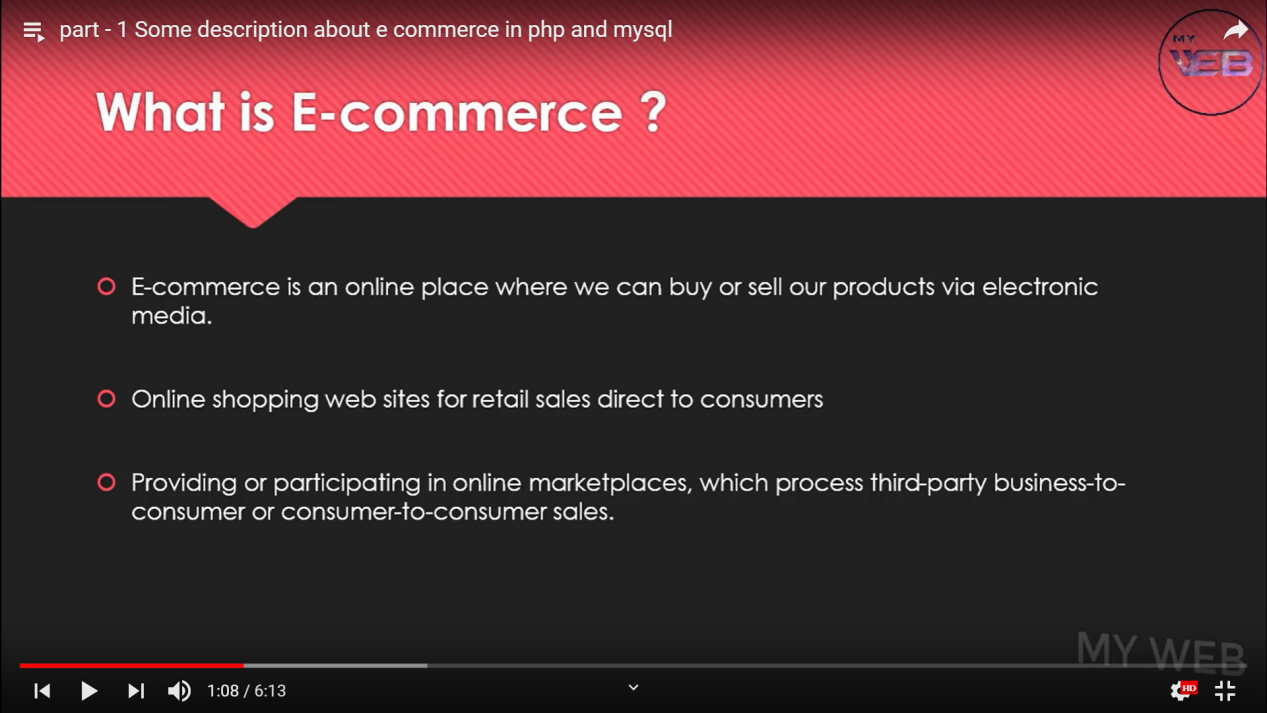 part - 1 Some description about e commerce in php and mysql
MY
WEB
What is E-commerce ?
E-commerce is an online place where we can buy or sell our products via electronic
media.
Online shopping web sites for retail sales direct to consumers
Providing or participating in online marketplaces, which process third-party business-to-
consumer or consumer-to-consumer sales.
MY WEB
1:08 / 6:13
HD